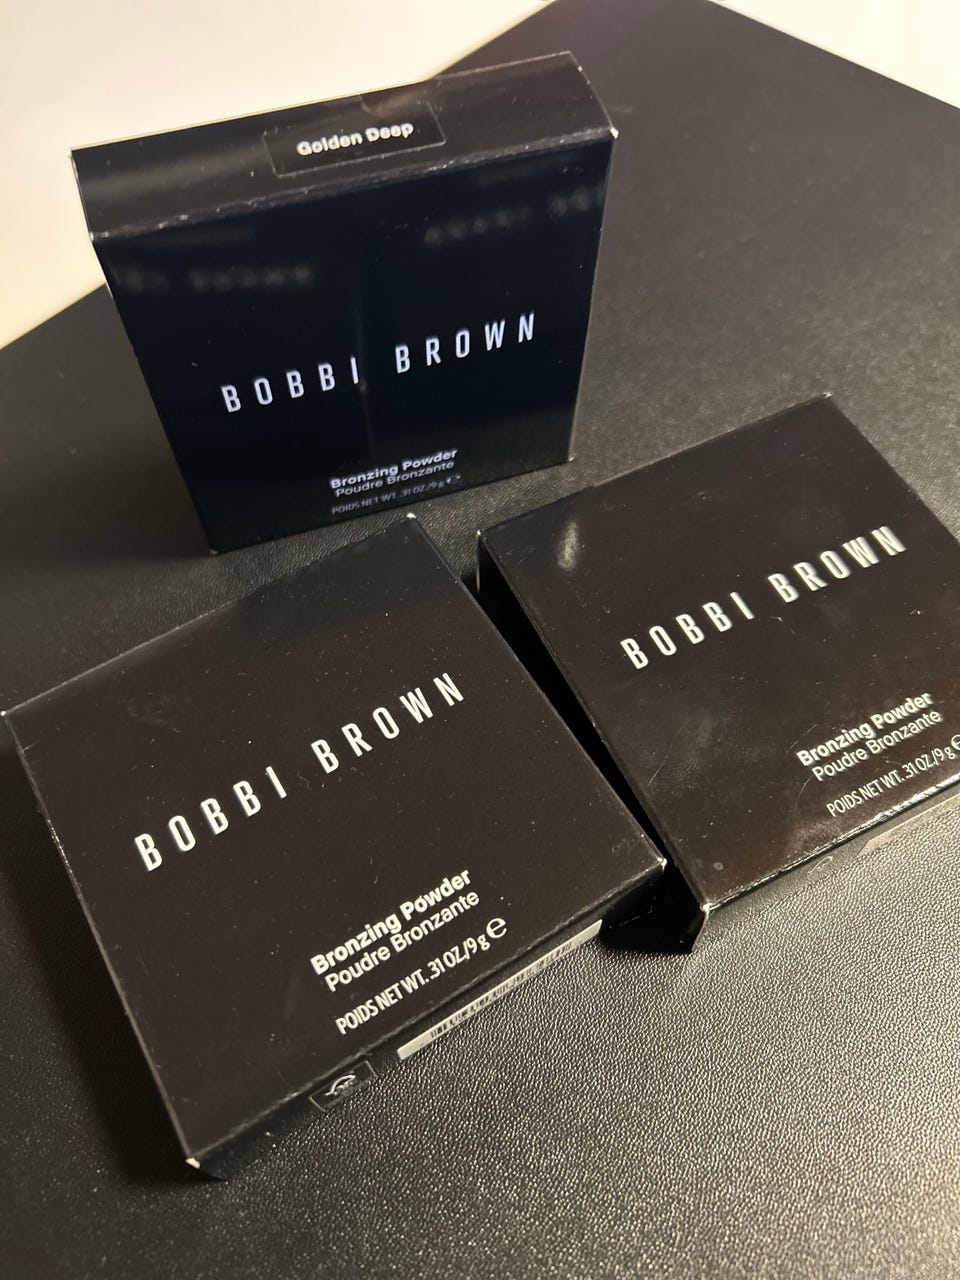 Golden Deep
BOBBI BROWN
Bronzing Powder
Poudre Bronzante
POIDS NET WT. .31 OZ./9 g ℮
BOBBI BROWN
Bronzing Powder
Poudre Bronzante
POIDS NET WT. .31 OZ./9 g ℮
BOBBI BROWN
Bronzing Powder
Poudre Bronzante
POIDS NET WT. .31 OZ./9 g ℮